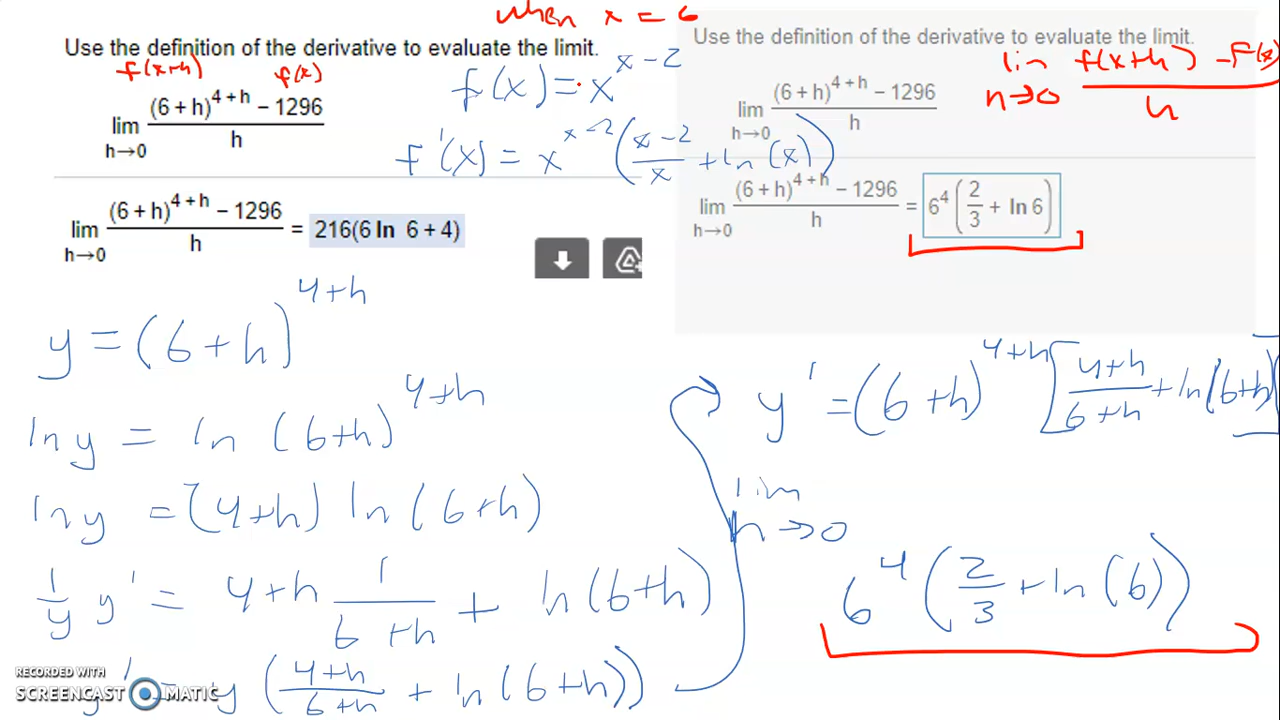 when x = 6
Use the definition of the derivative to evaluate the limit.
f(x+h) f(x)
lim h→0 ((6+h)^(4+h) − 1296)/h
f(x) = x^(x−2)
f'(x) = x^(x−2) ((x−2)/x + ln(x))
lim h→0 ((6+h)^(4+h) − 1296)/h = 216(6 ln 6 + 4)
Use the definition of the derivative to evaluate the limit.
lim n→0 (f(x+h) − f(x))/h
lim h→0 ((6+h)^(4+h) − 1296)/h
lim h→0 ((6+h)^(4+h) − 1296)/h = 6^4 (2/3 + ln 6)
y = (6+h)^(4+h)
ln y = ln (6+h)^(4+h)
ln y = (4+h) ln (6+h)
1/y y' = 4+h 1/(6+h) + ln(6+h)
y' = y ((4+h)/(6+h) + ln(6+h))
y' = (6+h)^(4+h) [(4+h)/(6+h) + ln(6+h)
lim h→0
6^4 (2/3 + ln(6))
RECORDED WITH
SCREENCAST MATIC